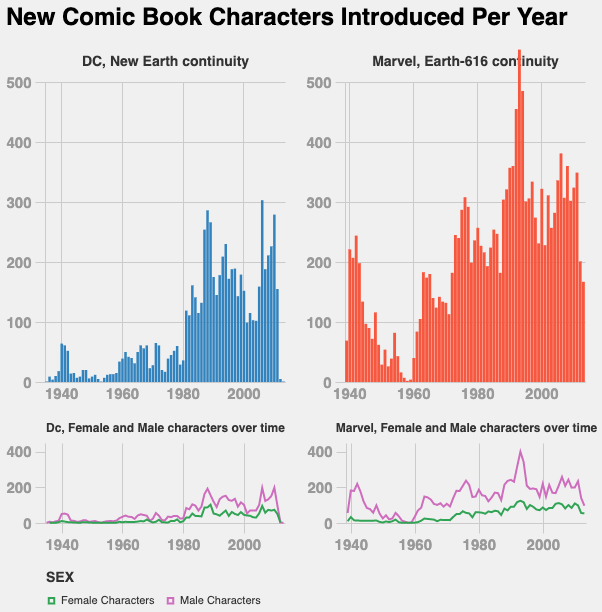 New Comic Book Characters Introduced Per Year
DC, New Earth continuity
Marvel, Earth-616 continuity
500
400
300
200
100
0
1940 1960 1980 2000
500
400
300
200
100
0
1940 1960 1980 2000
Dc, Female and Male characters over time
Marvel, Female and Male characters over time
400
200
0
1940 1960 1980 2000
400
200
0
1940 1960 1980 2000
SEX
Female Characters Male Characters